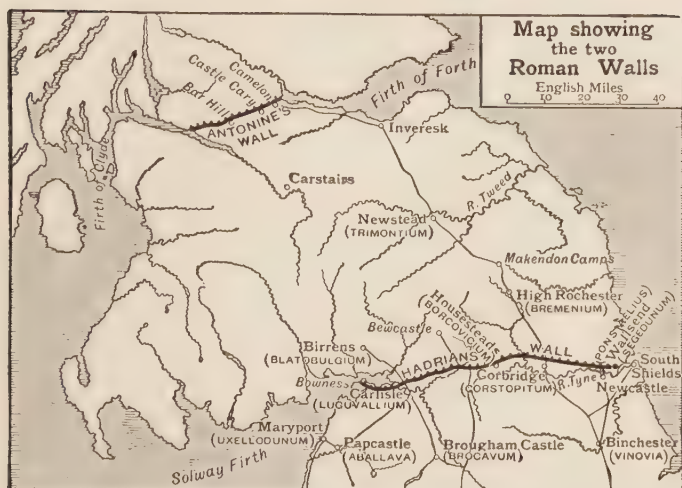 Map showing
the two
Roman Walls
English Miles
0 10 20 30 40
Camelon
Castle Cary
Bar Hill
ANTONINE'S
WALL
Firth of Forth
Inveresk
Firth of Clyde
Carstairs
R. Tweed
Newstead
(TRIMONTIUM)
Makendon Camps
High Rochester
(BREMENIUM)
Housesteads
(BORCOVICIUM)
Bewcastle
Birrens
(BLATOBULGIUM)
HADRIANS WALL
PONS ÆLIUS)
Wallsend
(SEGEDUNUM)
South
Shields
R. Tyne
Newcastle
Corbridge
(CORSTOPITUM)
Bowness
Carlisle
(LUGUVALLIUM)
Maryport
(UXELLODUNUM)
Papcastle
(ABALLAVA)
Brougham Castle
(BROCAVUM)
Binchester
(VINOVIA)
Solway Firth